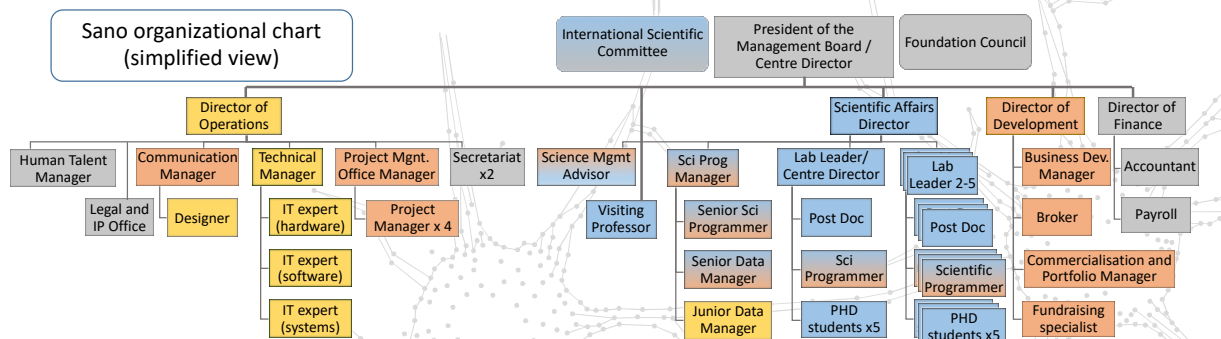 Sano organizational chart
(simplified view)
International Scientific
Committee
President of the
Management Board /
Centre Director
Foundation Council
Director of
Operations
Scientific Affairs
Director
Director of
Development
Director of
Finance
Human Talent
Manager
Communication
Manager
Technical
Manager
Project Mgnt.
Office Manager
Secretariat
x2
Science Mgmt
Advisor
Sci Prog
Manager
Lab Leader/
Centre Director
Lab
Leader 2-5
Business Dev.
Manager
Accountant
Legal and
IP Office
Designer
IT expert
(hardware)
Project
Manager x 4
Visiting
Professor
Senior Sci
Programmer
Post Doc
Post Doc
Broker
Payroll
IT expert
(software)
Senior Data
Manager
Sci
Programmer
Scientific
Programmer
Commercialisation and
Portfolio Manager
IT expert
(systems)
Junior Data
Manager
PHD
students x5
PHD
students x5
Fundraising
specialist